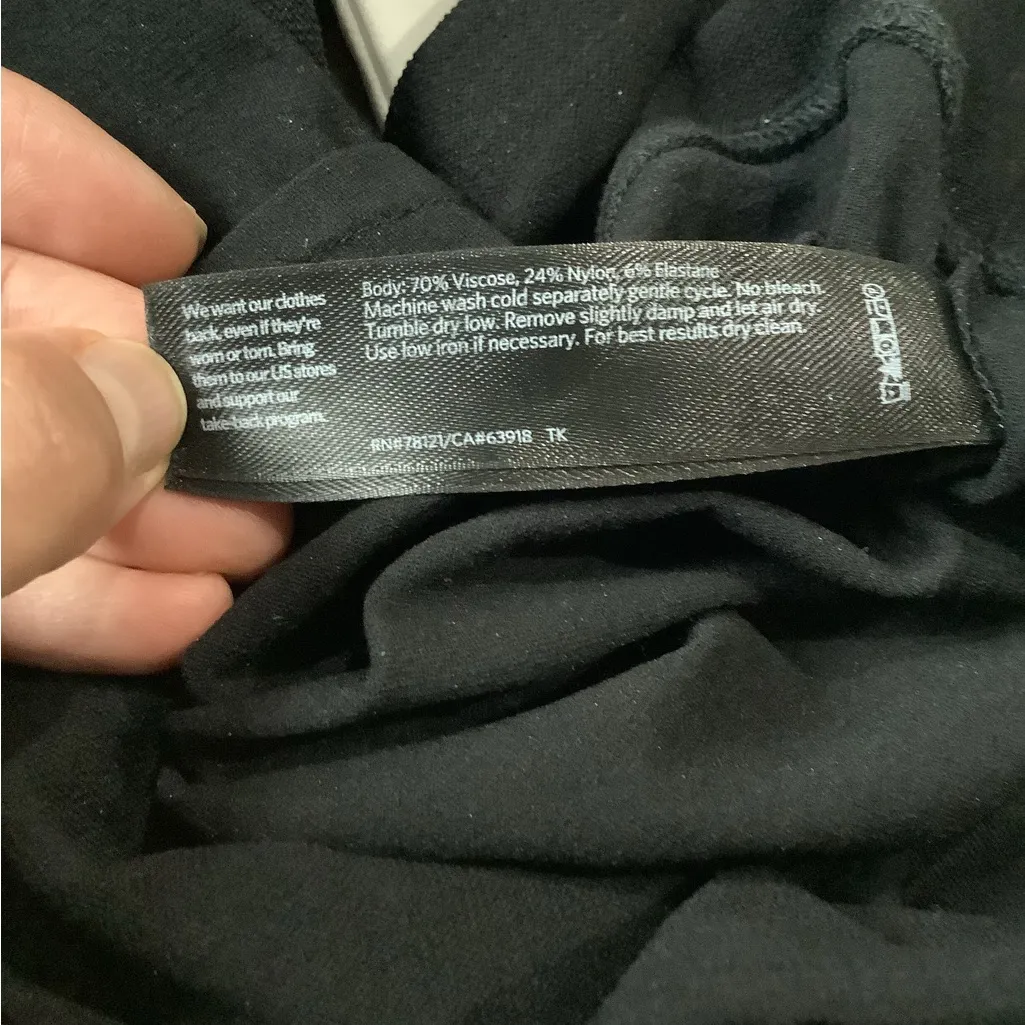 We want our clothes
back, even if they're
worn or torn. Bring
them to our US stores
and support our
take-back program.
Body: 70% Viscose, 24% Nylon, 6% Elastane
Machine wash cold separately gentle cycle. No bleach.
Tumble dry low. Remove slightly damp and let air dry.
Use low iron if necessary. For best results dry clean.
RN#78121/CA#63918 TK